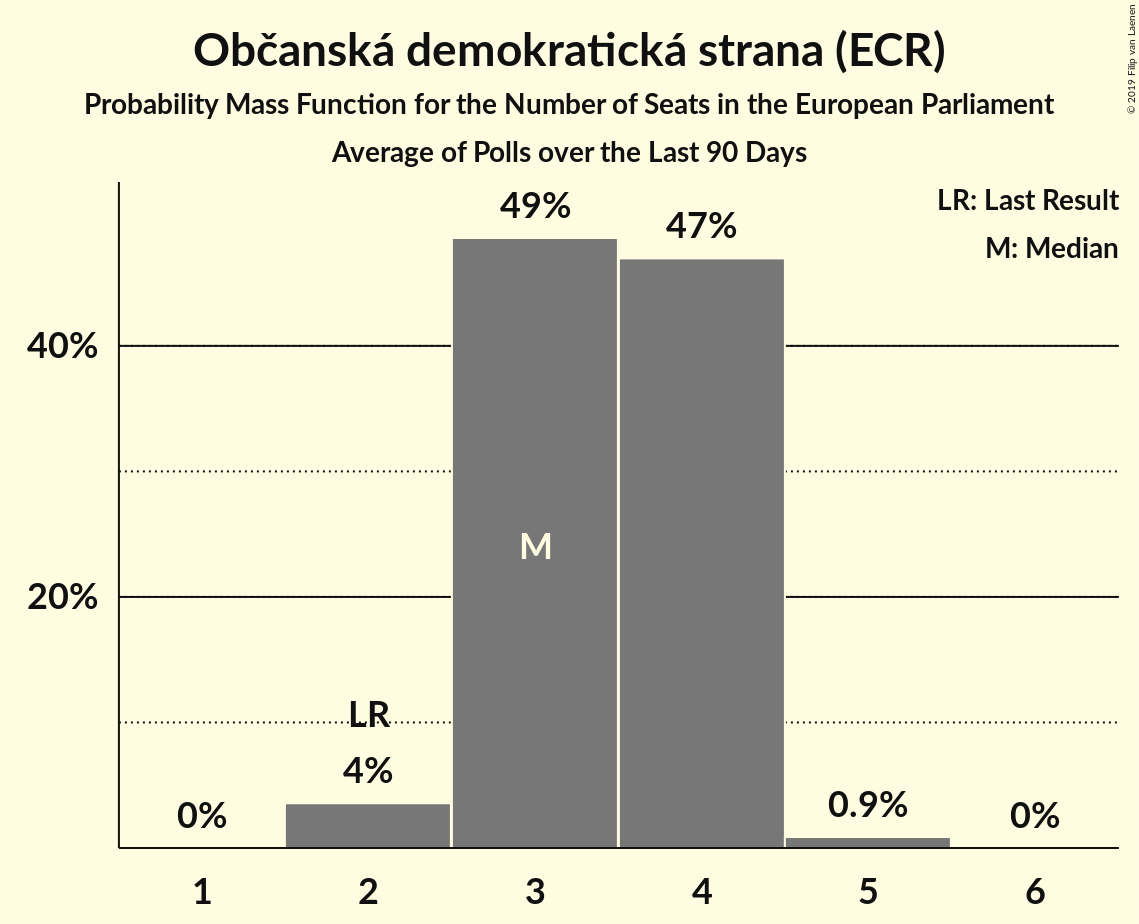 Občanská demokratická strana (ECR)
Probability Mass Function for the Number of Seats in the European Parliament
Average of Polls over the Last 90 Days
© 2019 Filip van Laenen
LR: Last Result
M: Median
49%
47%
40%
M
20%
LR
4%
0%
0.9%
0%
1 2 3 4 5 6